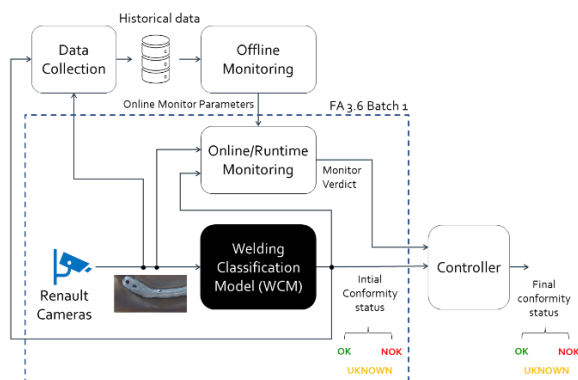 Historical data
Data
Collection
Offline
Monitoring
Online Monitor Parameters
FA 3.6 Batch 1
Online/Runtime
Monitoring
Monitor
Verdict
Renault
Cameras
Welding
Classification
Model (WCM)
Intial
Conformity
status
OK
NOK
UKNOWN
Controller
Final
conformity
status
OK
NOK
UKNOWN